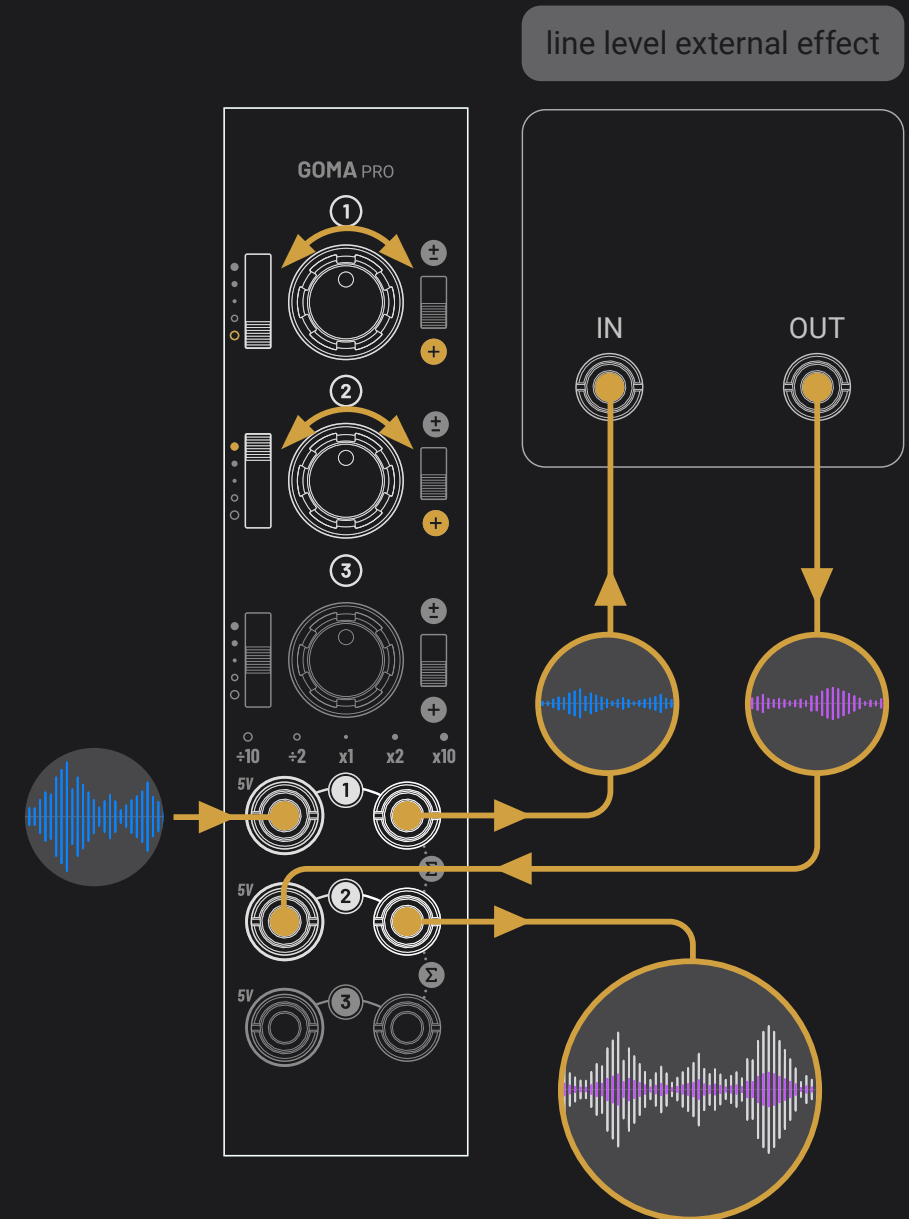 line level external effect
GOMA PRO
1
±
+
IN OUT
2
±
+
3
±
+
÷10 ÷2 x1 x2 x10
5V 1
Σ
5V 2
Σ
5V 3